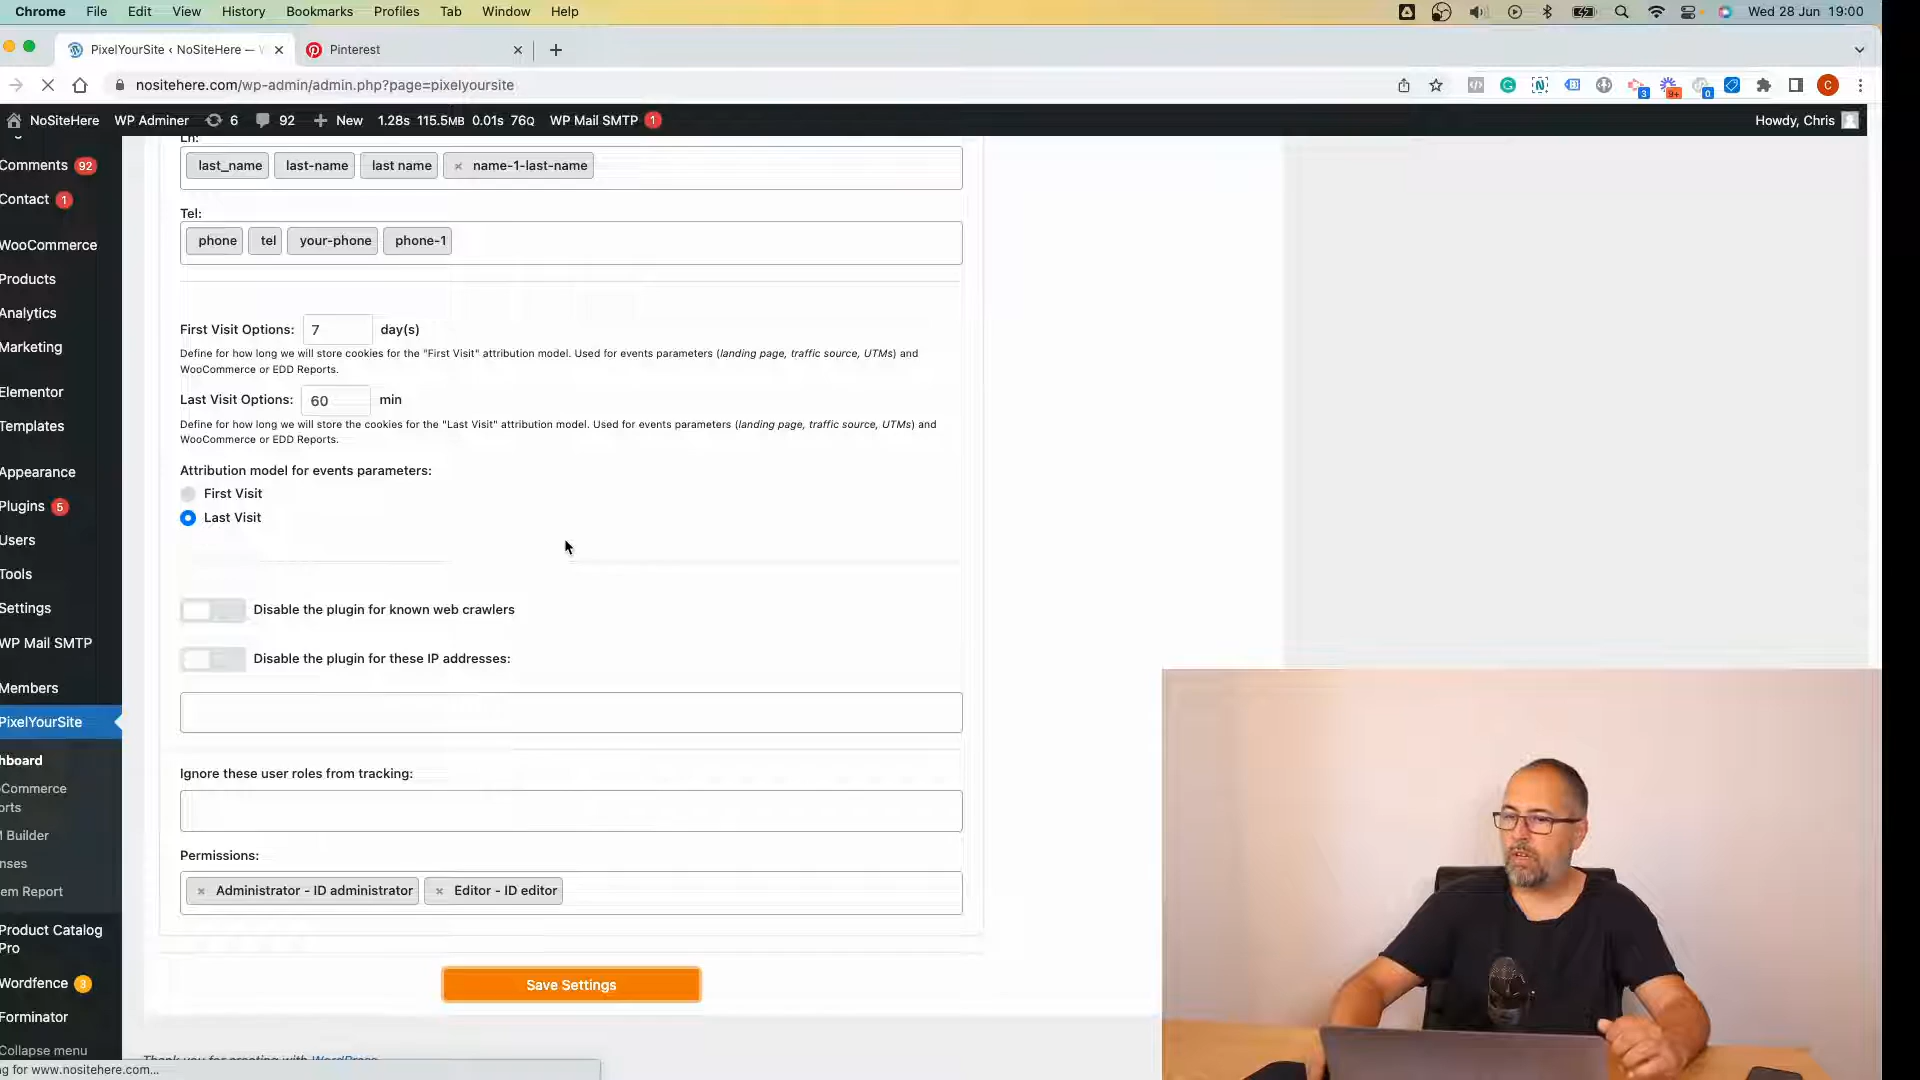 Chrome File Edit View History Bookmarks Profiles Tab Window Help Wed 28 Jun 19:00
PixelYourSite ‹ NoSiteHere — Pinterest
nositehere.com/wp-admin/admin.php?page=pixelyoursite 3 9+ 0 C
NoSiteHere WP Adminer 6 92 New 1.28s 115.5MB 0.01s 76Q WP Mail SMTP 1 Howdy, Chris
Comments 92
Contact 1
WooCommerce
Products
Analytics
Marketing
Elementor
Templates
Appearance
Plugins 5
Users
Tools
Settings
WP Mail SMTP
Members
PixelYourSite
hboard
Commerce
orts
Builder
nses
em Report
Product Catalog
Pro
Wordfence 3
Forminator
Collapse menu
Ln:
last_name last-name last name × name-1-last-name
Tel:
phone tel your-phone phone-1
First Visit Options: 7 day(s)
Define for how long we will store cookies for the "First Visit" attribution model. Used for events parameters (landing page, traffic source, UTMs) and
WooCommerce or EDD Reports.
Last Visit Options: 60 min
Define for how long we will store the cookies for the "Last Visit" attribution model. Used for events parameters (landing page, traffic source, UTMs) and
WooCommerce or EDD Reports.
Attribution model for events parameters:
First Visit
Last Visit
Disable the plugin for known web crawlers
Disable the plugin for these IP addresses:
Ignore these user roles from tracking:
Permissions:
× Administrator - ID administrator × Editor - ID editor
Save Settings
Thank you for creating with WordPress
g for www.nositehere.com...